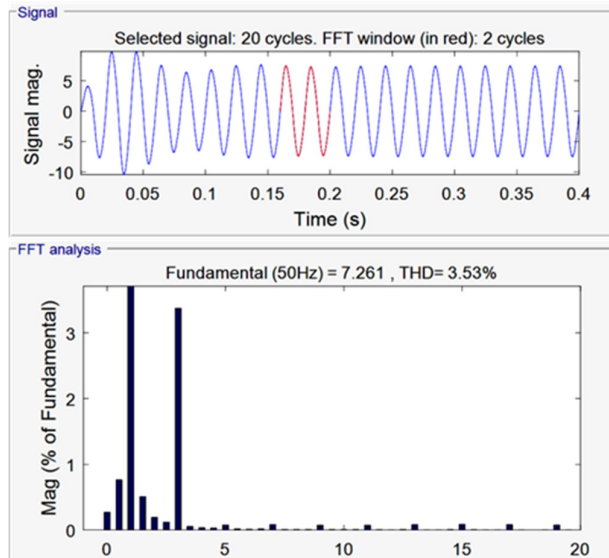 Signal
Selected signal: 20 cycles. FFT window (in red): 2 cycles
Signal mag.
5
0
-5
-10
0 0.05 0.1 0.15 0.2 0.25 0.3 0.35 0.4
Time (s)
FFT analysis
Fundamental (50Hz) = 7.261 , THD= 3.53%
Mag (% of Fundamental)
3
2
1
0
0 5 10 15 20